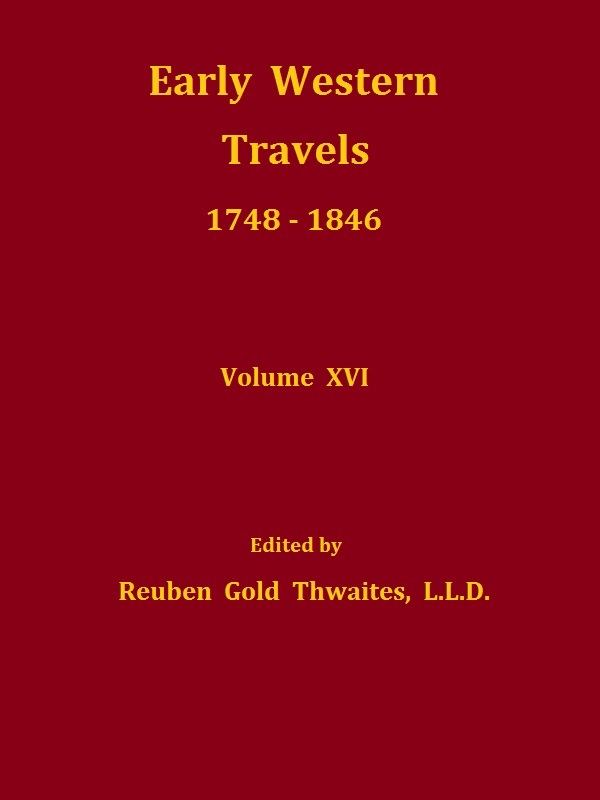 Early Western
Travels
1748 - 1846
Volume XVI
Edited by
Reuben Gold Thwaites, L.L.D.